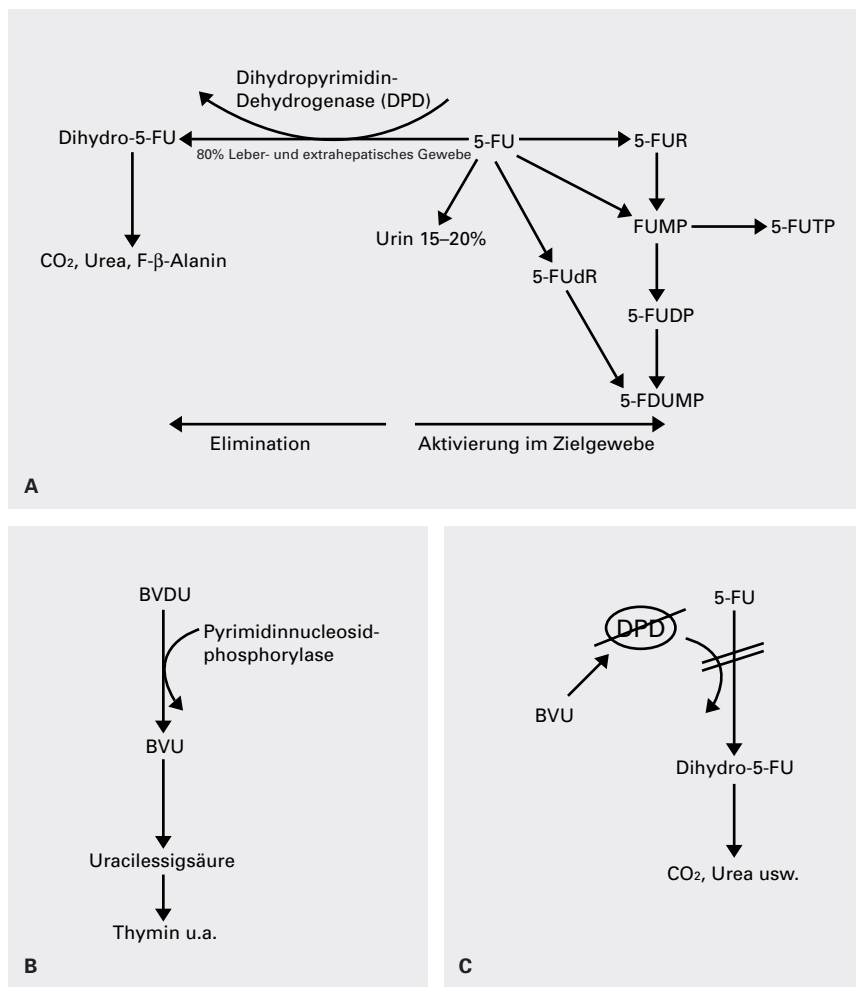 Dihydropyrimidin-
Dehydrogenase (DPD)
Dihydro-5-FU
5-FU
5-FUR
80% Leber- und extrahepatisches Gewebe
Urin 15–20%
FUMP
5-FUTP
CO₂, Urea, F-β-Alanin
5-FUdR
5-FUDP
5-FDUMP
Elimination
Aktivierung im Zielgewebe
A
BVDU
Pyrimidinnucleosid-
phosphorylase
BVU
Uracilessigsäure
Thymin u.a.
B
5-FU
DPD
BVU
Dihydro-5-FU
CO₂, Urea usw.
C